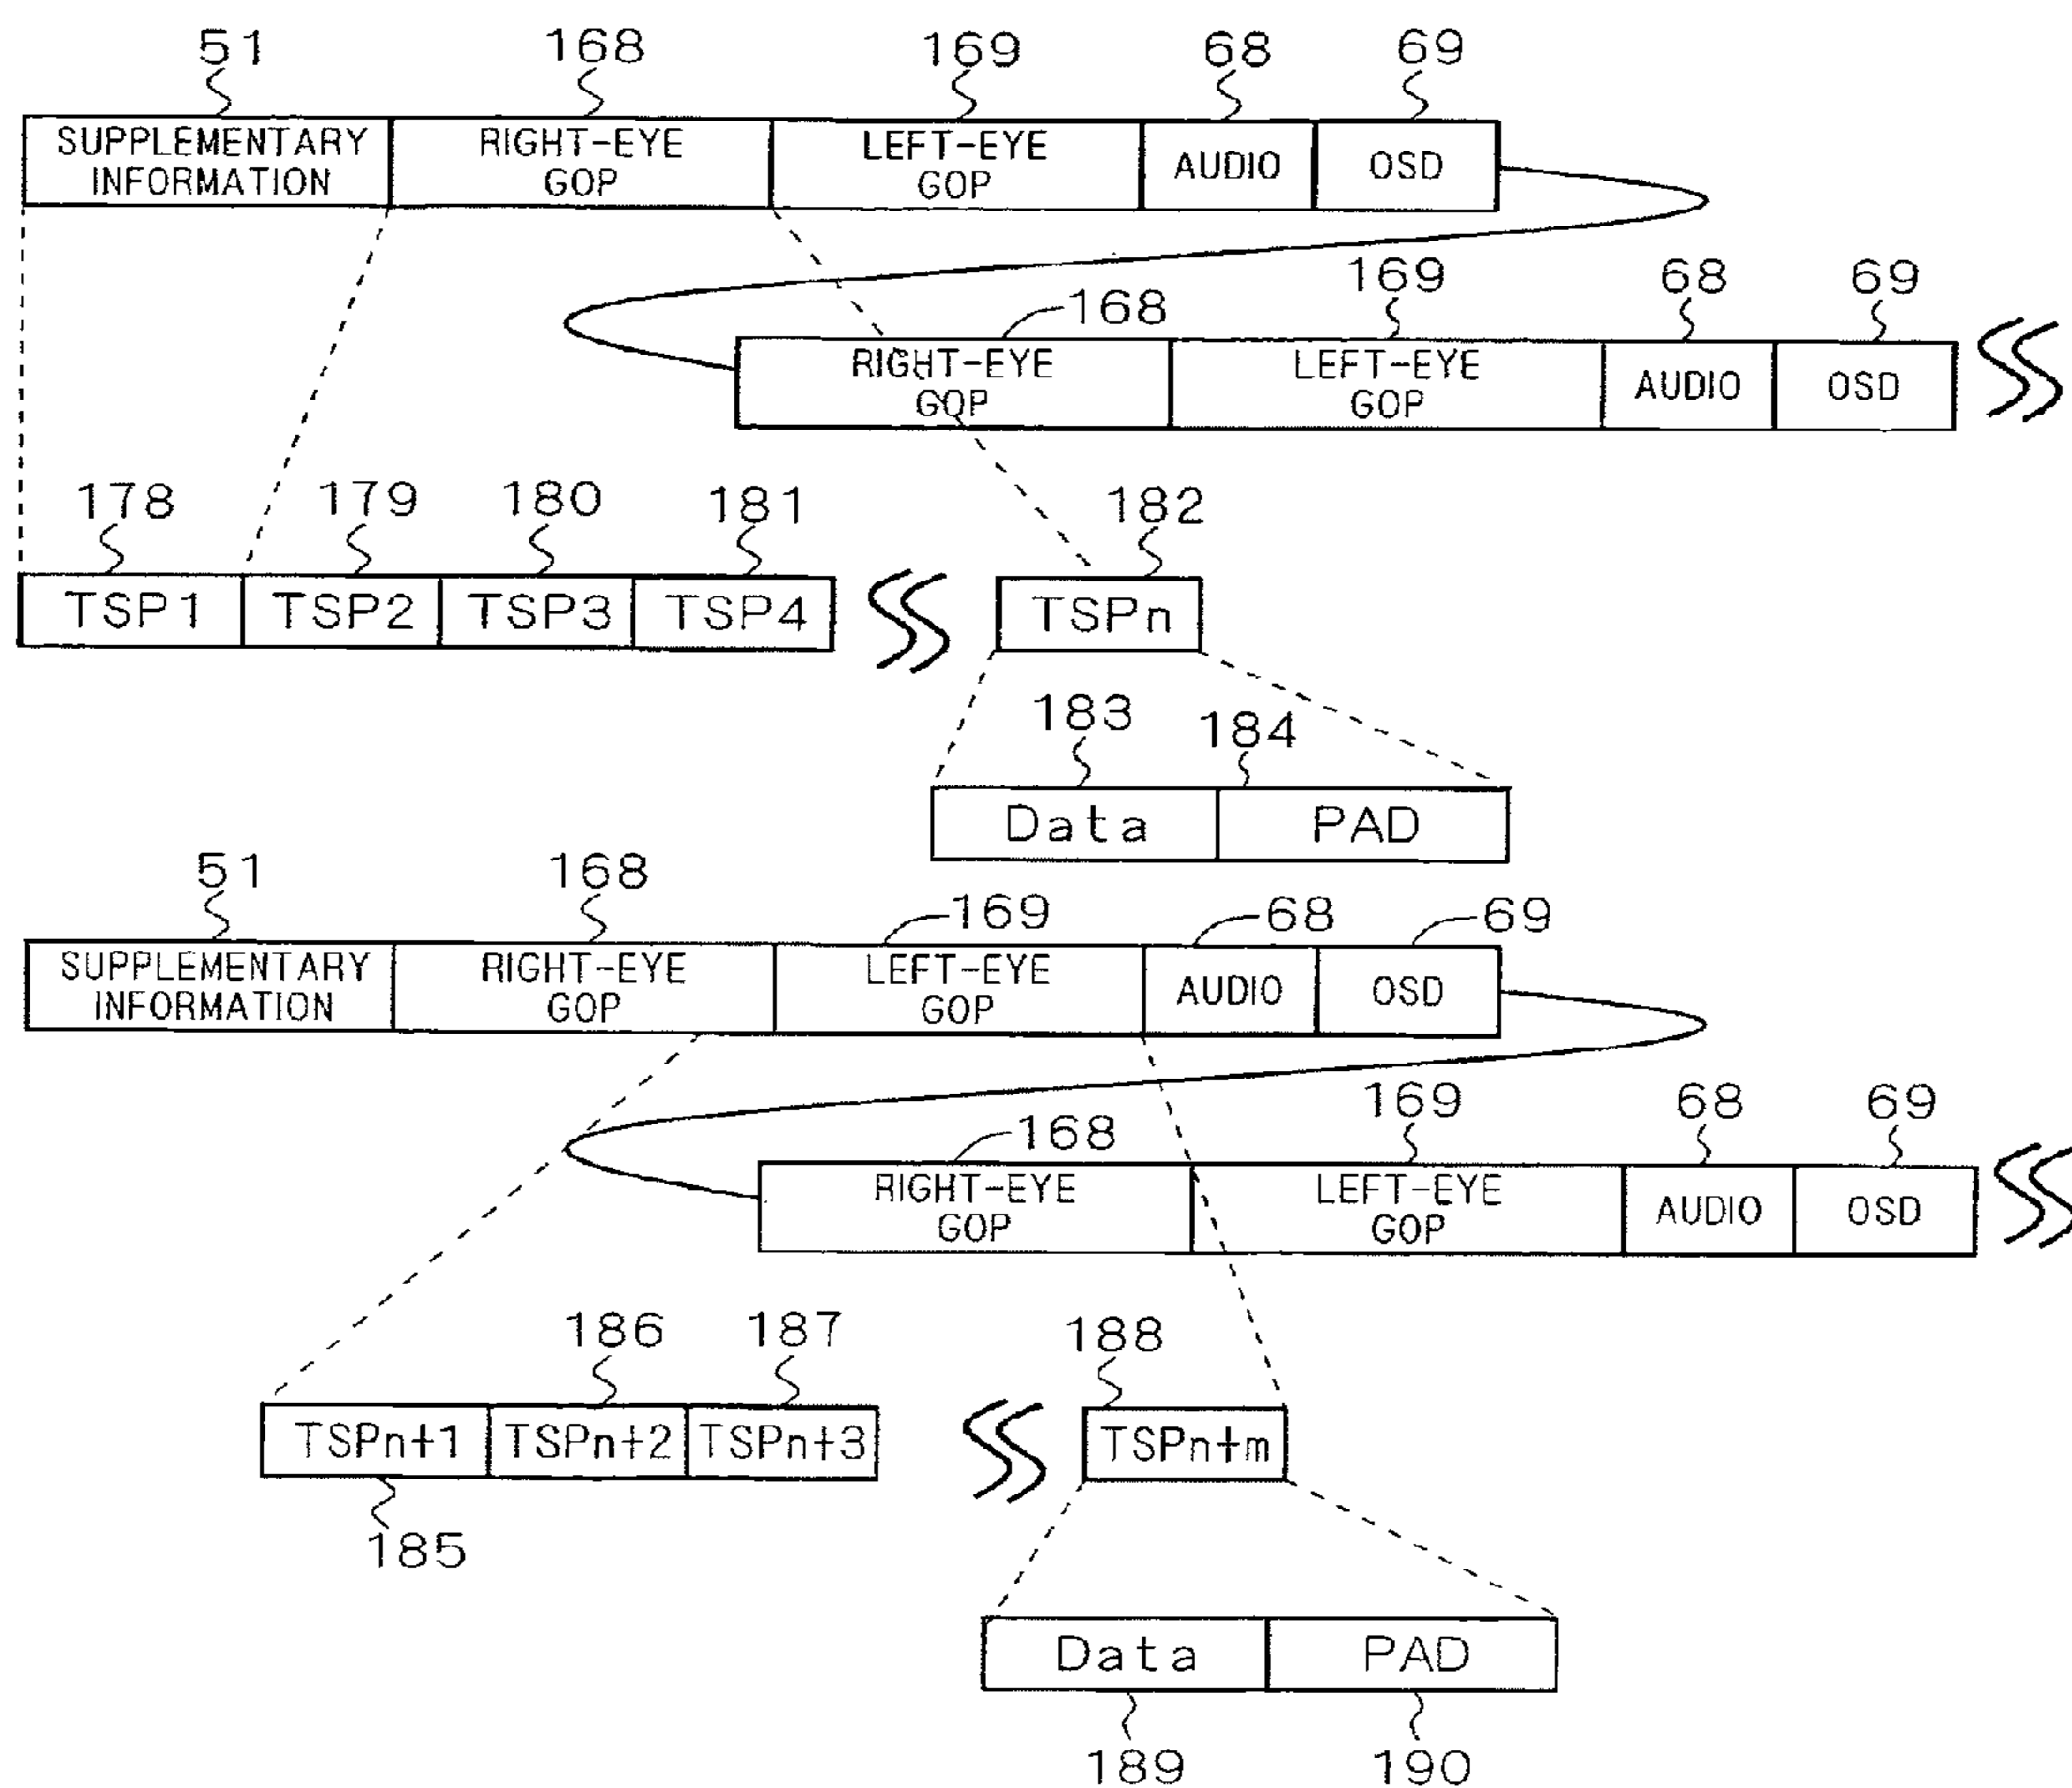 51 168 169 68 69
SUPPLEMENTARY INFORMATION RIGHT-EYE GOP LEFT-EYE GOP AUDIO OSD
168 169 68 69
RIGHT-EYE GOP LEFT-EYE GOP AUDIO OSD
178 179 180 181 182
TSP1 TSP2 TSP3 TSP4 TSPn
183 184
Data PAD
51 168 169 68 69
SUPPLEMENTARY INFORMATION RIGHT-EYE GOP LEFT-EYE GOP AUDIO OSD
168 169 68 69
RIGHT-EYE GOP LEFT-EYE GOP AUDIO OSD
186 187 188
TSPn+1 TSPn+2 TSPn+3 TSPn+m
185
Data PAD
189 190